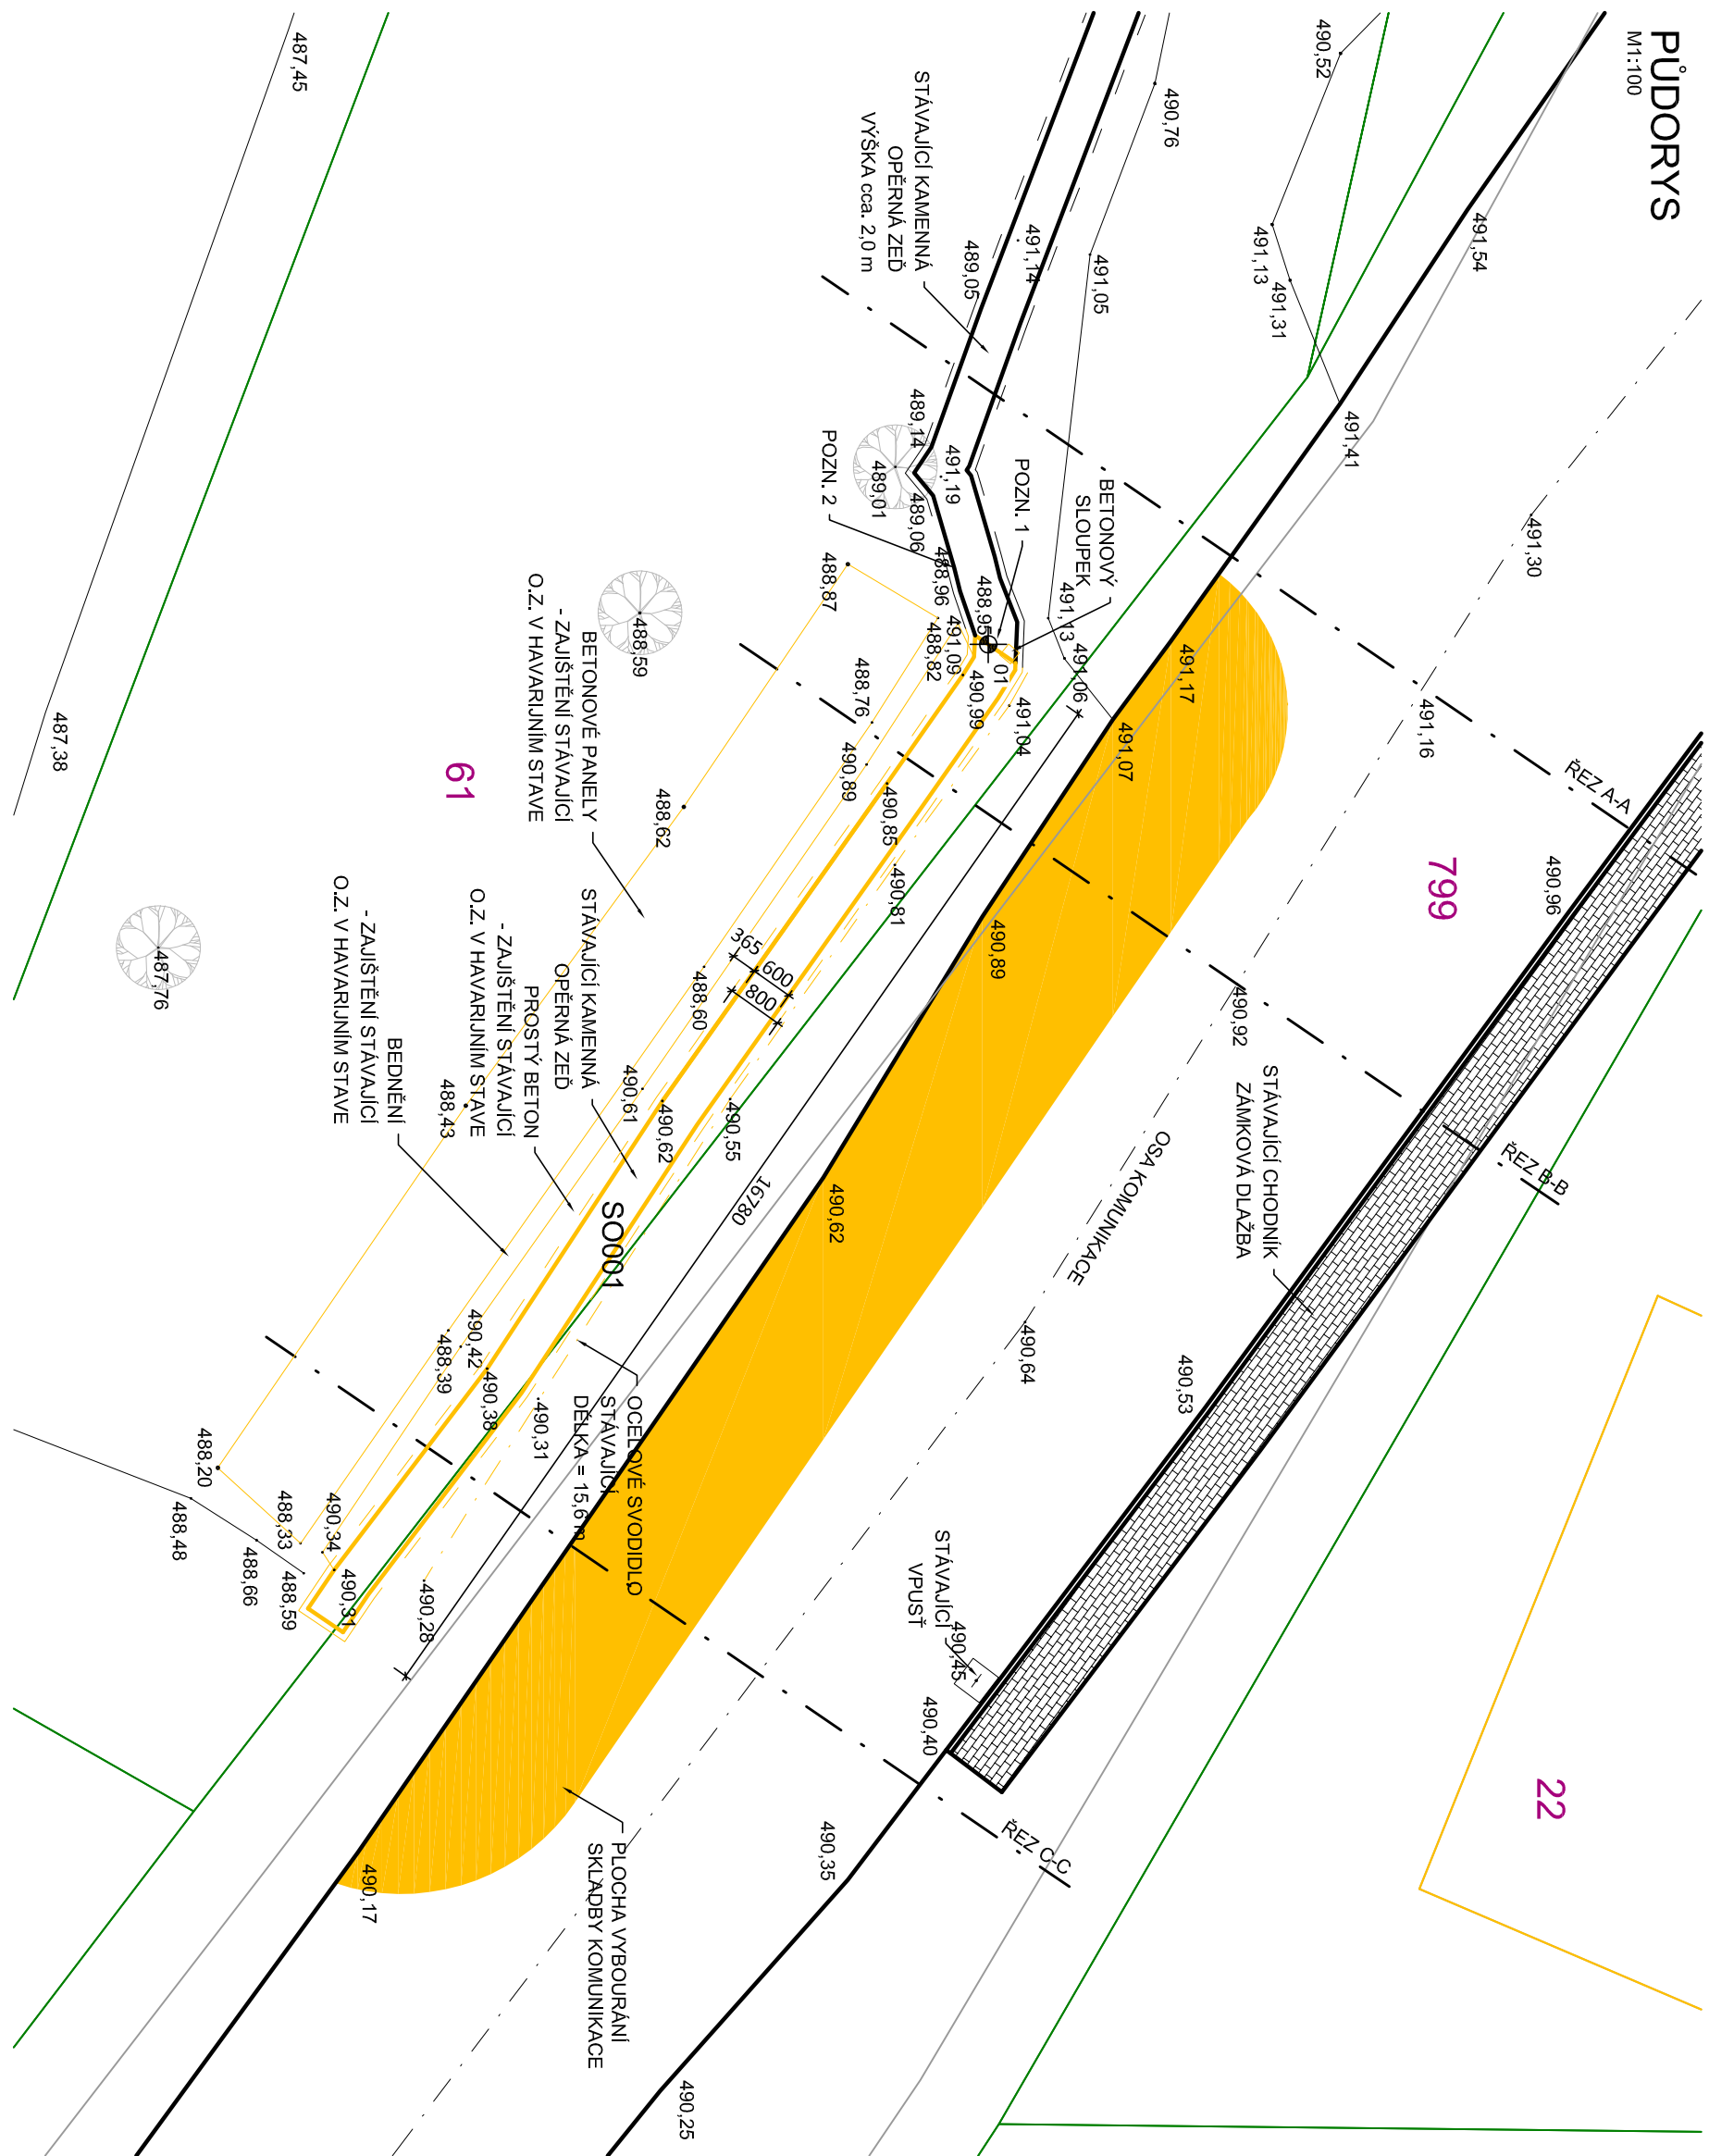 PŮDORYS
M1:100
487,45
490,52
490,76
491,54
491,13
491,31
491,05
491,14
489,05
STÁVAJÍCÍ KAMENNÁ
OPĚRNÁ ZEĎ
VÝŠKA cca. 2,0 m
491,41
491,30
489,14
491,19
489,01
489,06
POZN. 2
POZN. 1
BETONOVÝ
SLOUPEK
488,96
488,95
491,13
488,87
488,82
491,09
01
491,06
490,99
491,04
491,17
491,07
491,16
488,59
488,76
490,89
490,85
490,81
487,38
61
488,62
BETONOVÉ PANELY
- ZAJIŠTĚNÍ STÁVAJÍCÍ
O.Z. V HAVARIJNÍM STAVE
ŘEZ A-A
799
490,96
490,89
490,92
487,76
365
600
800
488,60
STÁVAJÍCÍ KAMENNÁ
OPĚRNÁ ZEĎ
PROSTÝ BETON
- ZAJIŠTĚNÍ STÁVAJÍCÍ
O.Z. V HAVARIJNÍM STAVE
BEDNĚNÍ
- ZAJIŠTĚNÍ STÁVAJÍCÍ
O.Z. V HAVARIJNÍM STAVE
488,43
490,61
490,62
490,55
STÁVAJÍCÍ CHODNÍK
ZÁMKOVÁ DLAŽBA
OSA KOMUNIKACE
ŘEZ B-B
16780
490,62
SO001
490,42
488,39
490,38
490,31
490,64
490,53
OCELOVÉ SVODIDLO
STÁVAJÍCÍ
DÉLKA = 15,6 m
488,20
488,48
488,33
490,34
488,66
488,59
490,31
490,28
STÁVAJÍCÍ
VPUSŤ
490,45
490,40
490,35
ŘEZ C-C
22
490,17
PLOCHA VYBOURÁNÍ
SKLADBY KOMUNIKACE
490,25